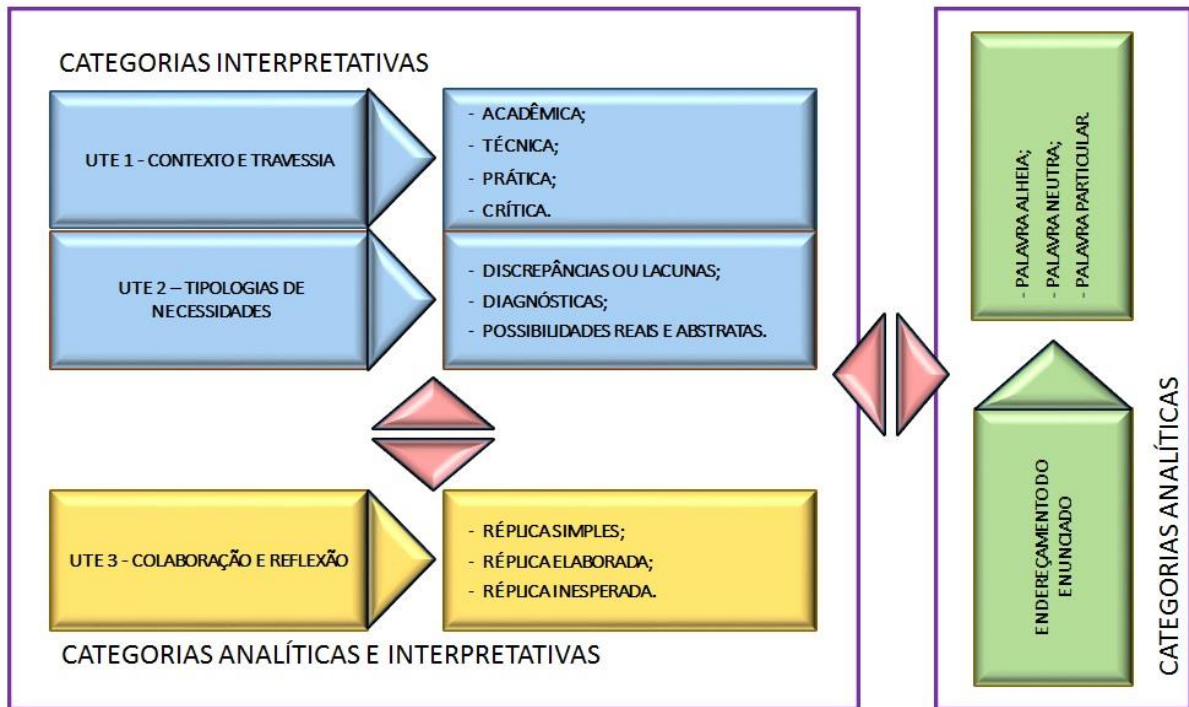 CATEGORIAS INTERPRETATIVAS
UTE 1 - CONTEXTO E TRAVESSIA
- ACADÊMICA;
- TÉCNICA;
- PRÁTICA;
- CRÍTICA.
UTE 2 – TIPOLOGIAS DE
NECESSIDADES
- DISCREPÂNCIAS OU LACUNAS;
- DIAGNÓSTICAS;
- POSSIBILIDADES REAIS E ABSTRATAS.
UTE 3 - COLABORAÇÃO E REFLEXÃO
- RÉPLICA SIMPLES;
- RÉPLICA ELABORADA;
- RÉPLICA INESPERADA.
CATEGORIAS ANALÍTICAS E INTERPRETATIVAS
- PALAVRA ALHEIA;
- PALAVRA NEUTRA;
- PALAVRA PARTICULAR.
ENDEREÇAMENTO DO
ENUNCIADO
CATEGORIAS ANALÍTICAS